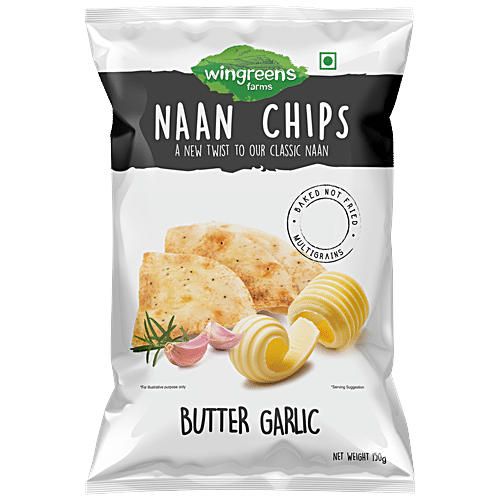 wingreens
farms
NAAN CHIPS
A NEW TWIST TO OUR CLASSIC NAAN
• BAKED NOT FRIED •
MULTIGRAINS
*For illustrative purpose only
*Serving Suggestion
BUTTER GARLIC
NET WEIGHT 150g